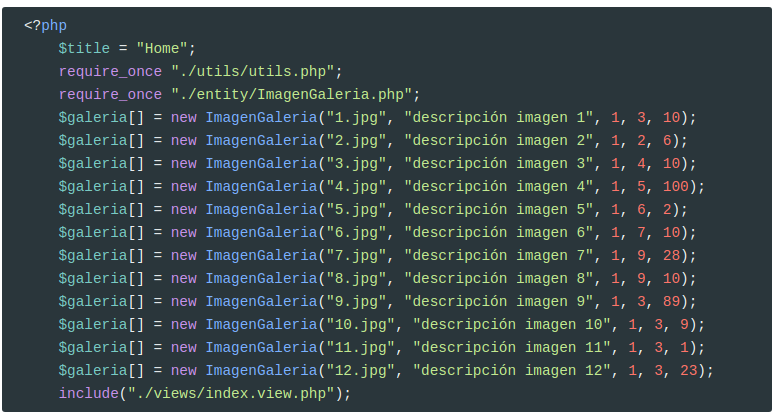 <?php
$title = "Home";
require_once "./utils/utils.php";
require_once "./entity/ImagenGaleria.php";
$galeria[] = new ImagenGaleria("1.jpg", "descripción imagen 1", 1, 3, 10);
$galeria[] = new ImagenGaleria("2.jpg", "descripción imagen 2", 1, 2, 6);
$galeria[] = new ImagenGaleria("3.jpg", "descripción imagen 3", 1, 4, 10);
$galeria[] = new ImagenGaleria("4.jpg", "descripción imagen 4", 1, 5, 100);
$galeria[] = new ImagenGaleria("5.jpg", "descripción imagen 5", 1, 6, 2);
$galeria[] = new ImagenGaleria("6.jpg", "descripción imagen 6", 1, 7, 10);
$galeria[] = new ImagenGaleria("7.jpg", "descripción imagen 7", 1, 9, 28);
$galeria[] = new ImagenGaleria("8.jpg", "descripción imagen 8", 1, 9, 10);
$galeria[] = new ImagenGaleria("9.jpg", "descripción imagen 9", 1, 3, 89);
$galeria[] = new ImagenGaleria("10.jpg", "descripción imagen 10", 1, 3, 9);
$galeria[] = new ImagenGaleria("11.jpg", "descripción imagen 11", 1, 3, 1);
$galeria[] = new ImagenGaleria("12.jpg", "descripción imagen 12", 1, 3, 23);
include("./views/index.view.php");